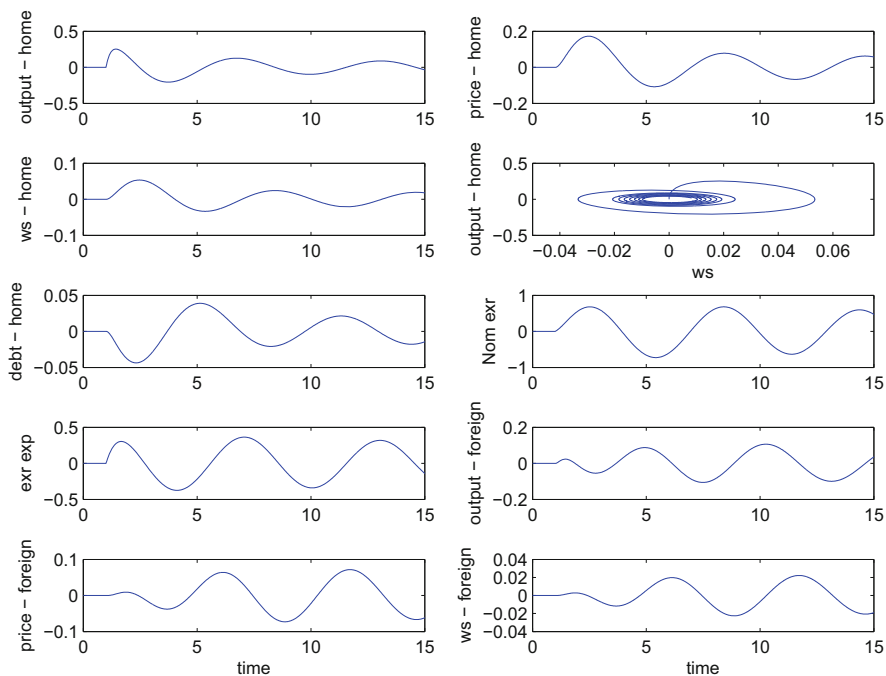 output − home
0.5
0
−0.5
0 5 10 15
price − home
0.2
0
−0.2
0 5 10 15
ws − home
0.1
0
−0.1
0 5 10 15
output − home
0.5
0
−0.5
−0.04 −0.02 0 0.02 0.04 0.06
ws
debt − home
0.05
0
−0.05
0 5 10 15
Nom exr
1
0
−1
0 5 10 15
exr exp
0.5
0
−0.5
0 5 10 15
output − foreign
0.2
0
−0.2
0 5 10 15
price − foreign
0.1
0
−0.1
0 5 10 15
time
ws − foreign
0.04
0.02
0
−0.02
−0.04
0 5 10 15
time